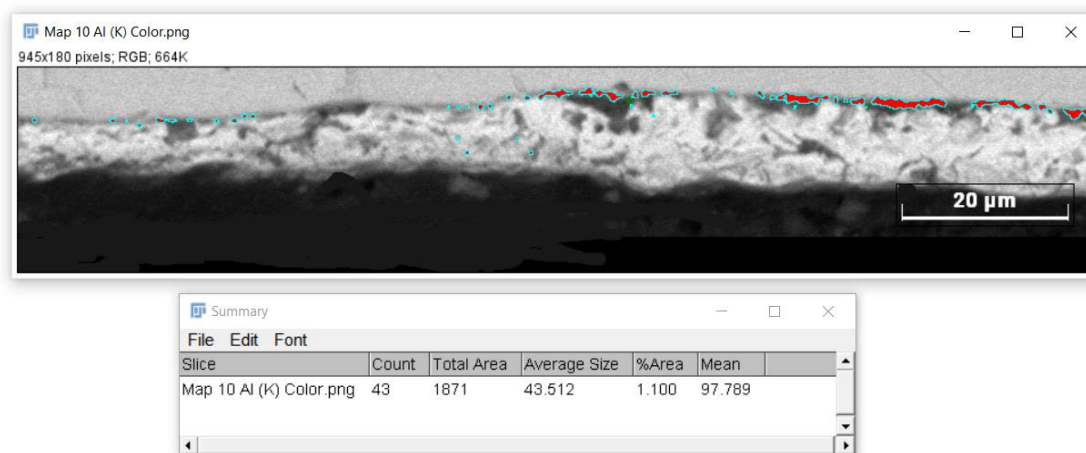 Map 10 Al (K) Color.png
945x180 pixels; RGB; 664K
20 µm
Summary
File Edit Font
Slice Count Total Area Average Size %Area Mean
Map 10 Al (K) Color.png 43 1871 43.512 1.100 97.789